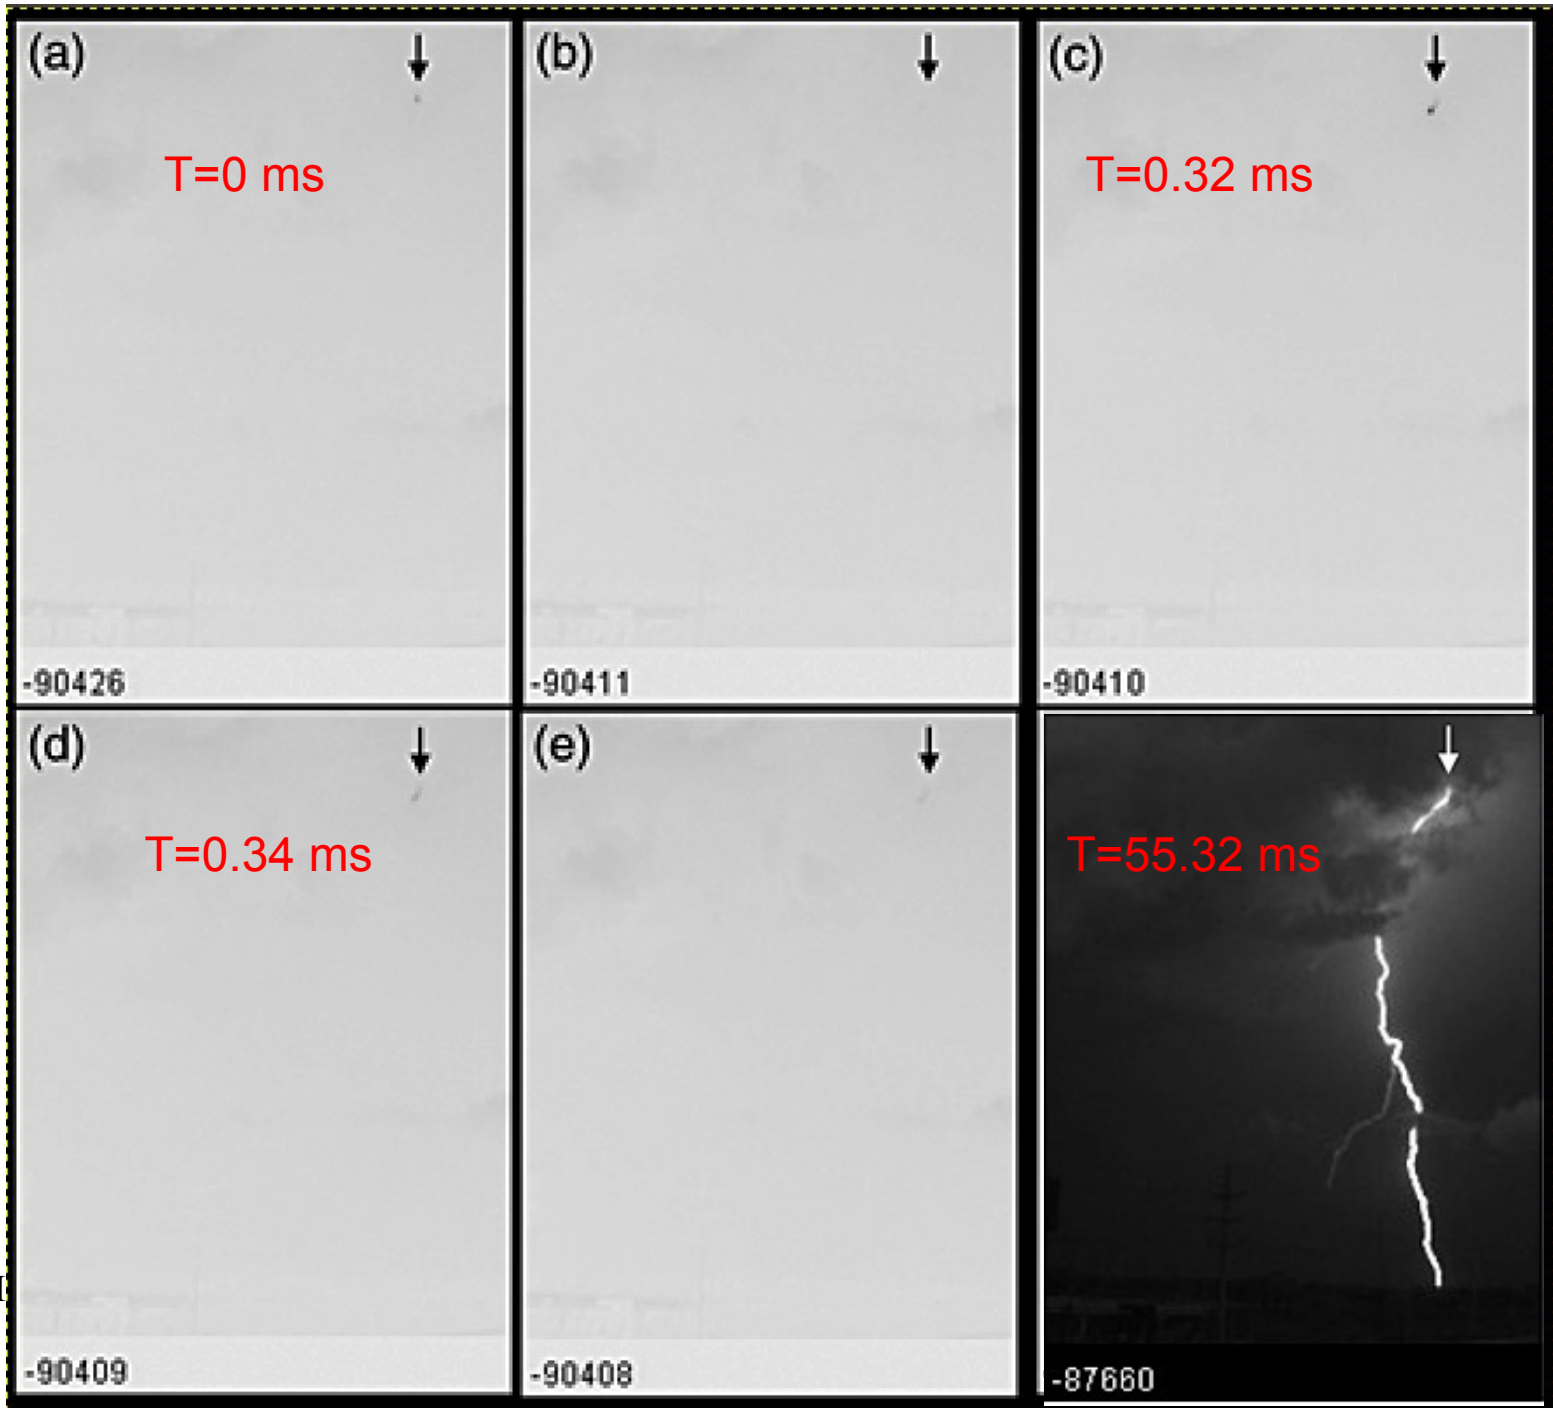 (a)
T=0 ms
-90426
(b)
-90411
(c)
T=0.32 ms
-90410
(d)
T=0.34 ms
-90409
(e)
-90408
T=55.32 ms
-87660
[